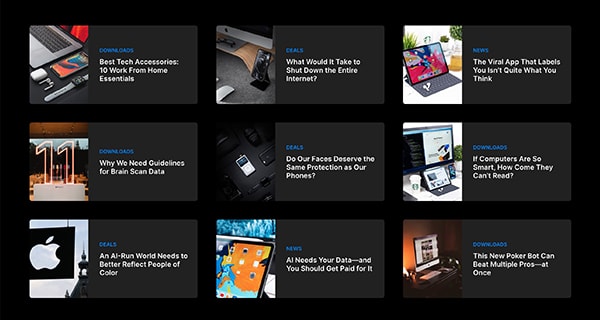 DOWNLOADS
Best Tech Accessories:
10 Work From Home
Essentials
DEALS
What Would It Take to
Shut Down the Entire
Internet?
NEWS
The Viral App That Labels
You Isn't Quite What You
Think
DOWNLOADS
Why We Need Guidelines
for Brain Scan Data
DEALS
Do Our Faces Deserve the
Same Protection as Our
Phones?
DOWNLOADS
If Computers Are So
Smart, How Come They
Can't Read?
DEALS
An AI-Run World Needs to
Better Reflect People of
Color
NEWS
AI Needs Your Data—and
You Should Get Paid for It
DOWNLOADS
This New Poker Bot Can
Beat Multiple Pros—at
Once